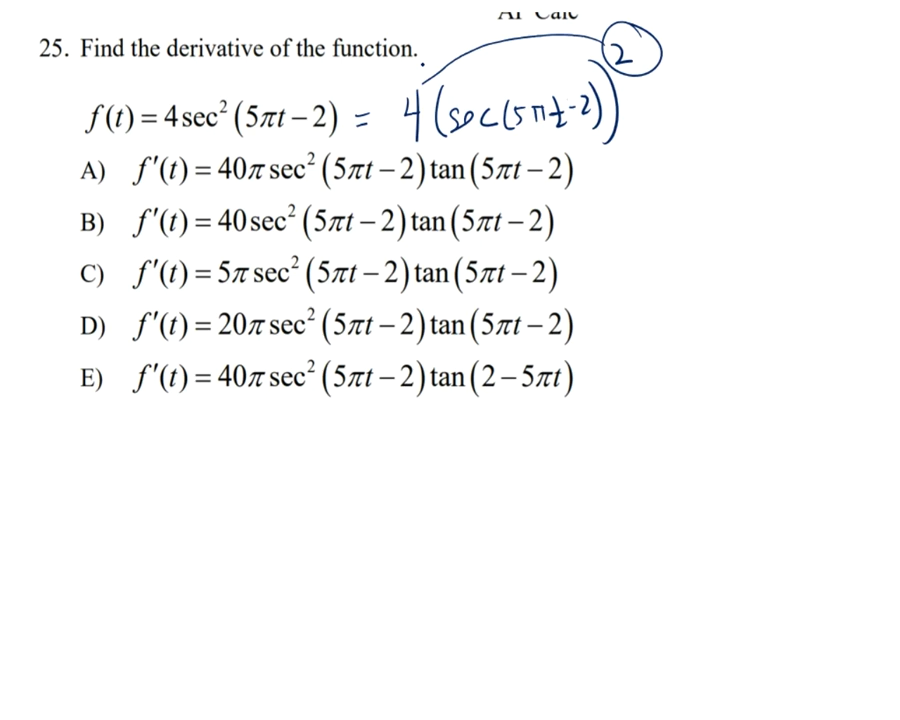 25. Find the derivative of the function.
f(t) = 4 sec² (5πt − 2) = 4 (sec(5πt-2))²
A) f'(t) = 40π sec² (5πt − 2) tan (5πt − 2)
B) f'(t) = 40 sec² (5πt − 2) tan (5πt − 2)
C) f'(t) = 5π sec² (5πt − 2) tan (5πt − 2)
D) f'(t) = 20π sec² (5πt − 2) tan (5πt − 2)
E) f'(t) = 40π sec² (5πt − 2) tan (2 − 5πt)